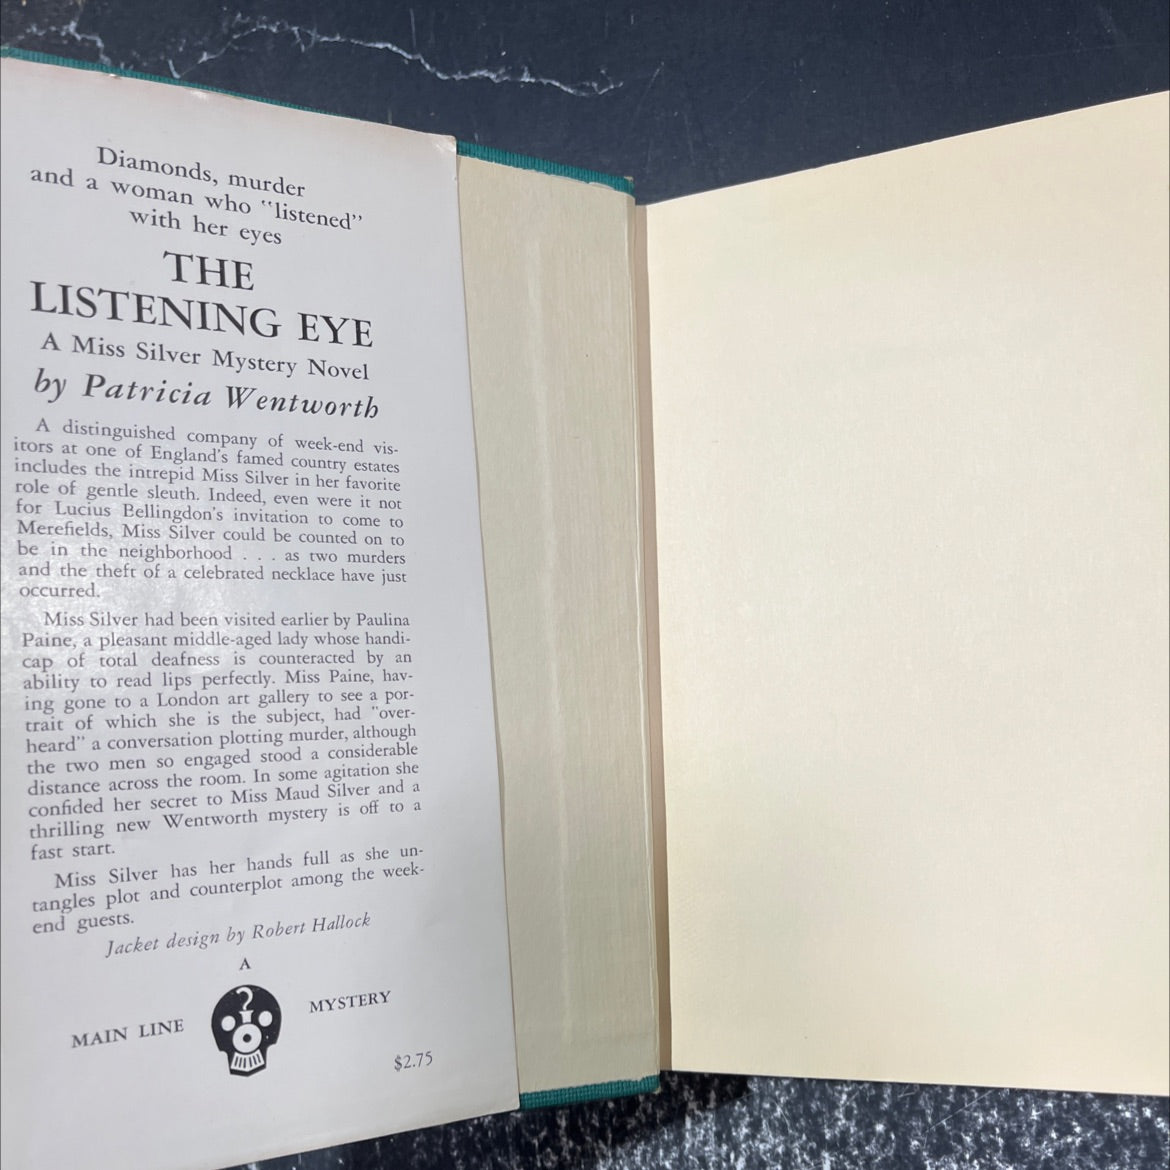 Diamonds, murder
and a woman who "listened"
with her eyes
THE
LISTENING EYE
A Miss Silver Mystery Novel
by Patricia Wentworth
A distinguished company of week-end vis-
itors at one of England's famed country estates
includes the intrepid Miss Silver in her favorite
role of gentle sleuth. Indeed, even were it not
for Lucius Bellingdon's invitation to come to
Merefields, Miss Silver could be counted on to
be in the neighborhood . . . as two murders
and the theft of a celebrated necklace have just
occurred.
Miss Silver had been visited earlier by Paulina
Paine, a pleasant middle-aged lady whose handi-
cap of total deafness is counteracted by an
ability to read lips perfectly. Miss Paine, hav-
ing gone to a London art gallery to see a por-
trait of which she is the subject, had "over-
heard" a conversation plotting murder, although
the two men so engaged stood a considerable
distance across the room. In some agitation she
confided her secret to Miss Maud Silver and a
thrilling new Wentworth mystery is off to a
fast start.
Miss Silver has her hands full as she un-
tangles plot and counterplot among the week-
end guests.
Jacket design by Robert Hallock
A
MAIN LINE ? MYSTERY
$2.75